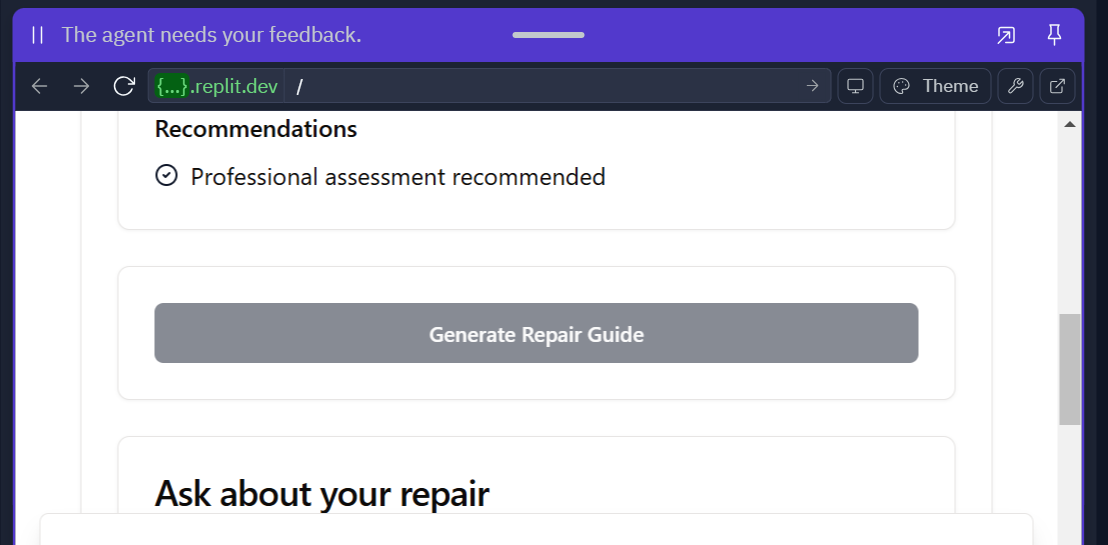 The agent needs your feedback.
{...}.replit.dev / Theme
Recommendations
Professional assessment recommended
Generate Repair Guide
Ask about your repair